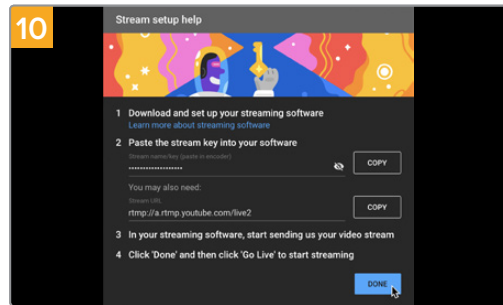 10
Stream setup help
1 Download and set up your streaming software
Learn more about streaming software
2 Paste the stream key into your software
Stream name/key (paste in encoder)
••••••••••••••••••••
COPY
You may also need:
Stream URL
rtmp://a.rtmp.youtube.com/live2
COPY
3 In your streaming software, start sending us your video stream
4 Click 'Done' and then click 'Go Live' to start streaming
DONE